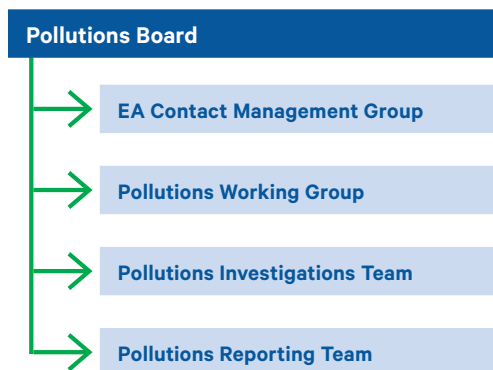 Pollutions Board
EA Contact Management Group
Pollutions Working Group
Pollutions Investigations Team
Pollutions Reporting Team